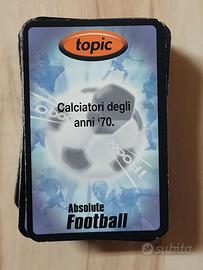 topic
Calciatori degli
anni '70.
Absolute
Football
subito